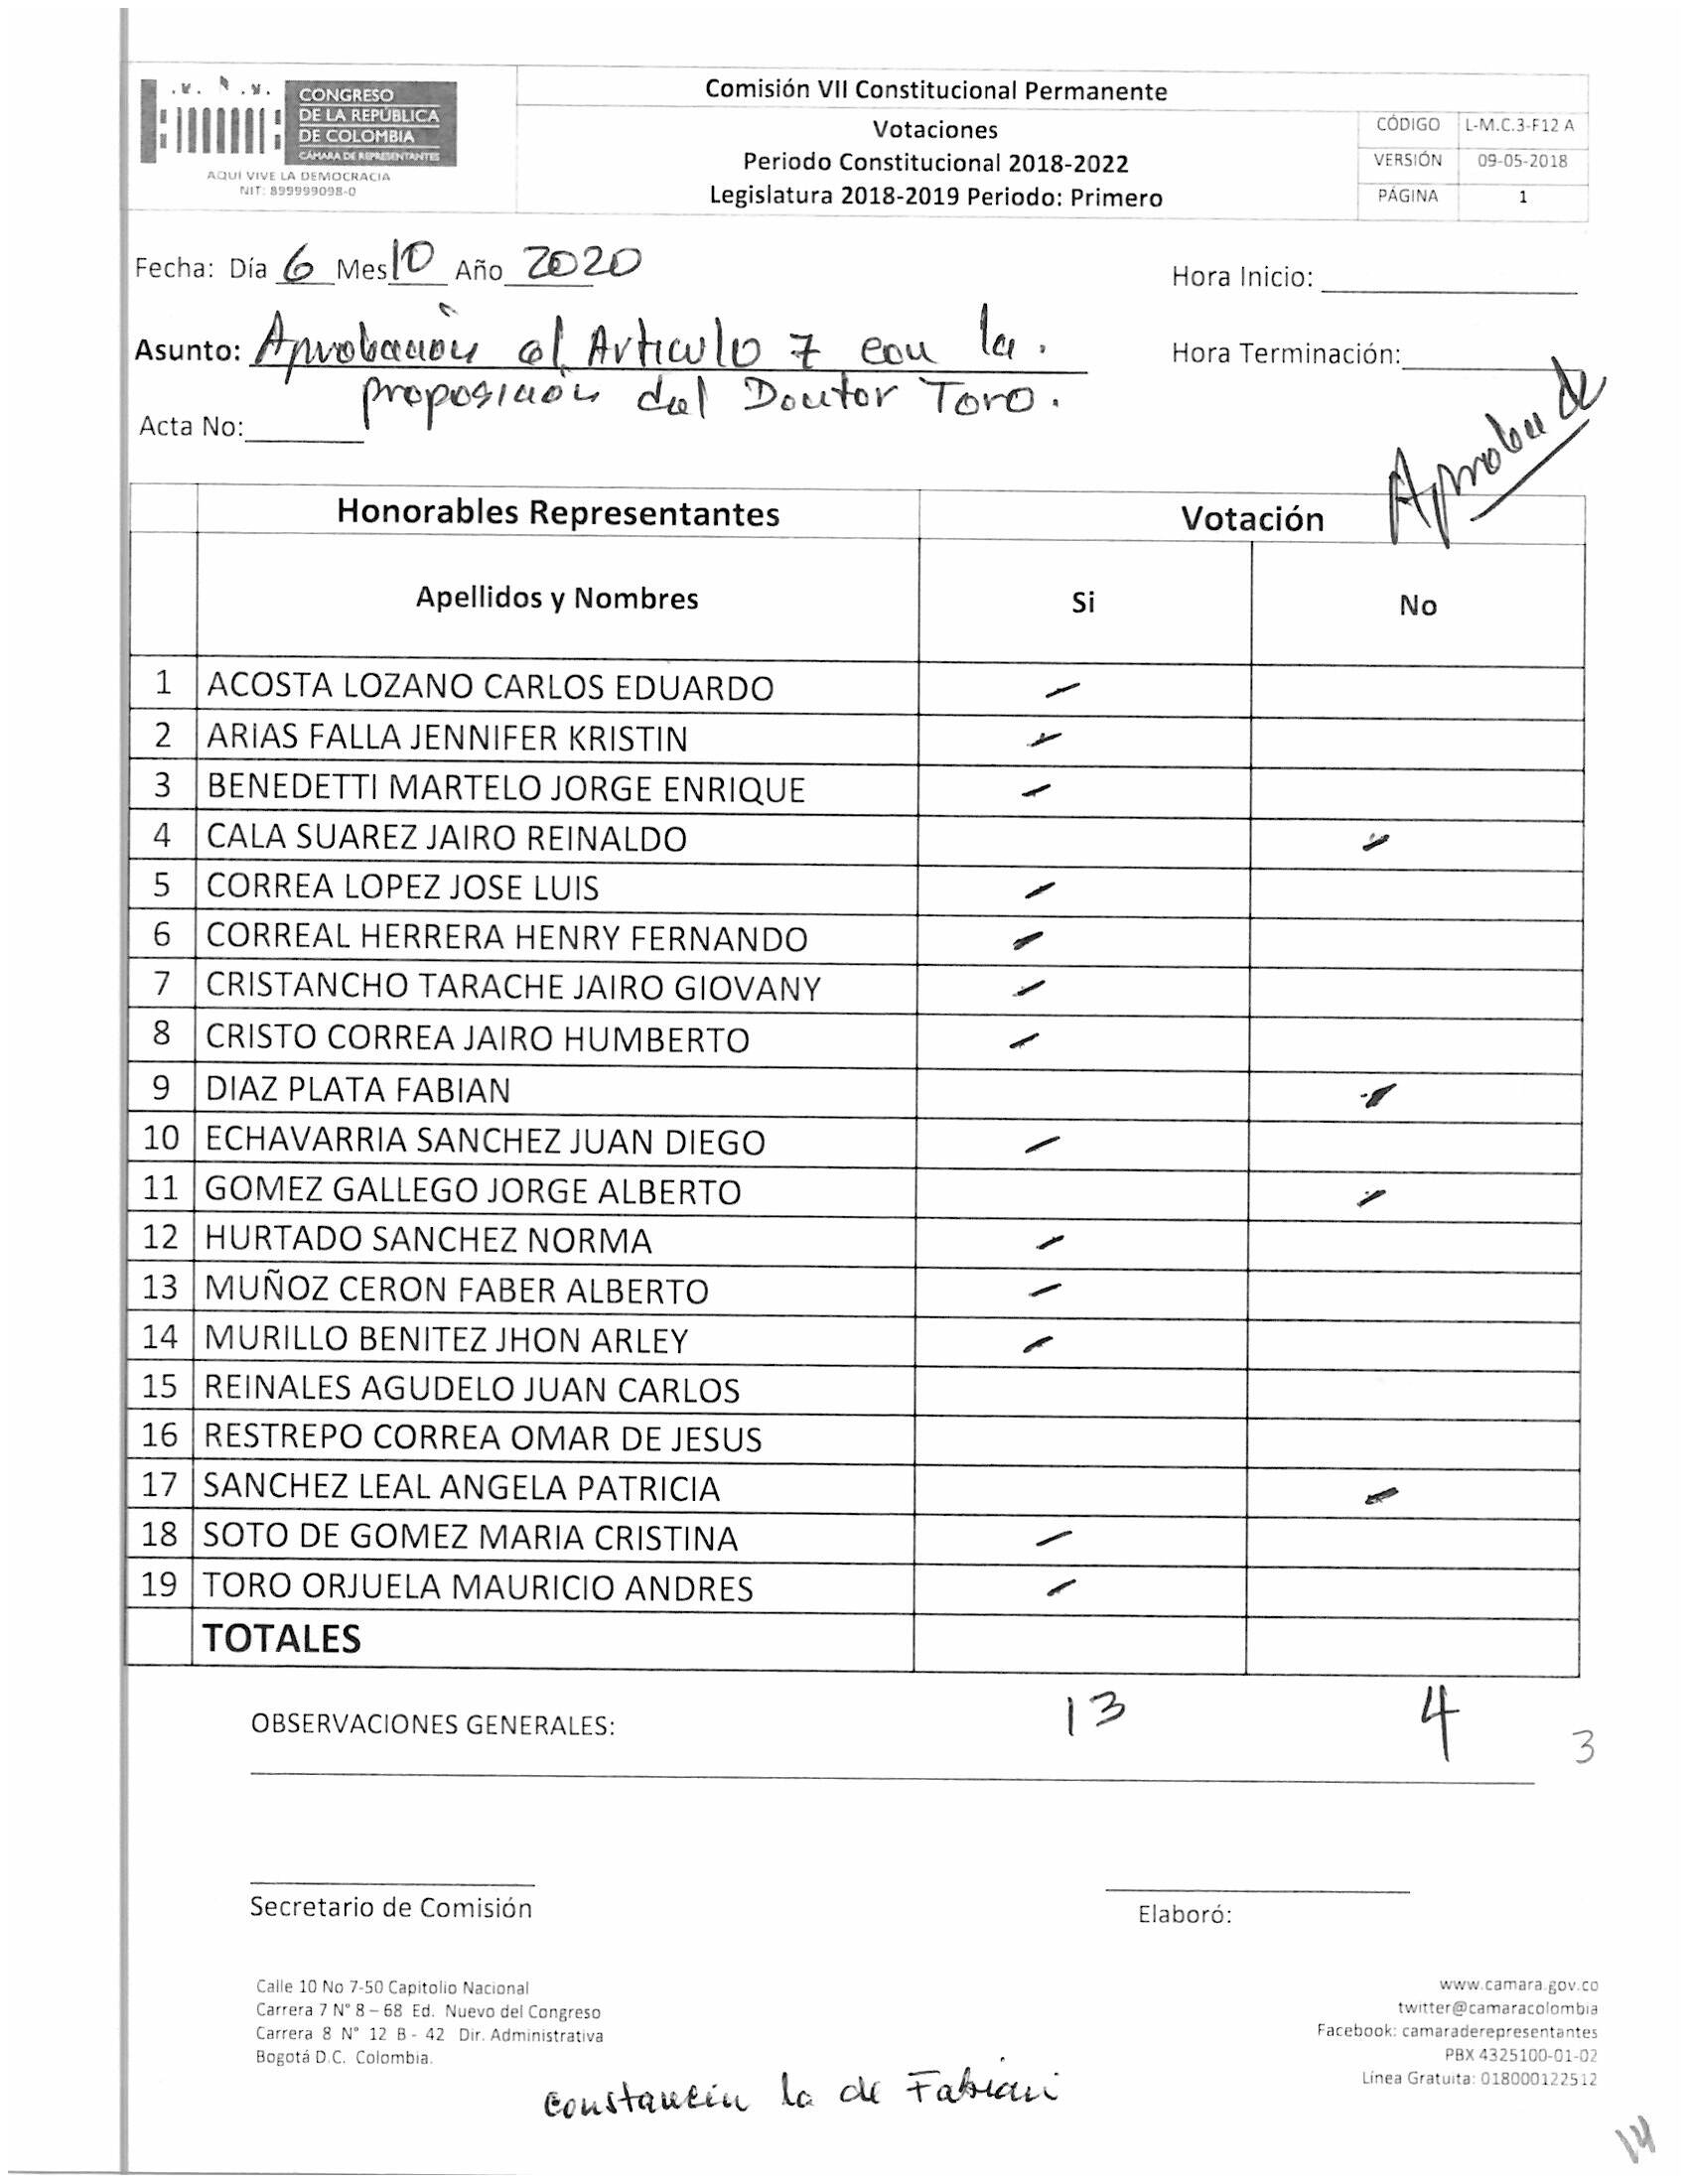 CONGRESO
DE LA REPÚBLICA
DE COLOMBIA
CÁMARA DE REPRESENTANTES
AQUÍ VIVE LA DEMOCRACIA
NIT: 899999098-0
Comisión VII Constitucional Permanente
Votaciones
Periodo Constitucional 2018-2022
Legislatura 2018-2019 Periodo: Primero
CÓDIGO L-M.C.3-F12 A
VERSIÓN 09-05-2018
PÁGINA 1
Fecha: Día 6 Mes 10 Año 2020
Hora Inicio:
Asunto: Aprobación al Articulo 7 con la
proposición del Doctor Toro.
Hora Terminación:
Acta No:
Honorables Representantes Votación
Apellidos y Nombres Si No
1 ACOSTA LOZANO CARLOS EDUARDO
2 ARIAS FALLA JENNIFER KRISTIN
3 BENEDETTI MARTELO JORGE ENRIQUE
4 CALA SUAREZ JAIRO REINALDO
5 CORREA LOPEZ JOSE LUIS
6 CORREAL HERRERA HENRY FERNANDO
7 CRISTANCHO TARACHE JAIRO GIOVANY
8 CRISTO CORREA JAIRO HUMBERTO
9 DIAZ PLATA FABIAN
10 ECHAVARRIA SANCHEZ JUAN DIEGO
11 GOMEZ GALLEGO JORGE ALBERTO
12 HURTADO SANCHEZ NORMA
13 MUÑOZ CERON FABER ALBERTO
14 MURILLO BENITEZ JHON ARLEY
15 REINALES AGUDELO JUAN CARLOS
16 RESTREPO CORREA OMAR DE JESUS
17 SANCHEZ LEAL ANGELA PATRICIA
18 SOTO DE GOMEZ MARIA CRISTINA
19 TORO ORJUELA MAURICIO ANDRES
TOTALES
OBSERVACIONES GENERALES: 13 4 3
Secretario de Comisión
Elaboró:
Calle 10 No 7-50 Capitolio Nacional
Carrera 7 N° 8 – 68 Ed. Nuevo del Congreso
Carrera 8 N° 12 B - 42 Dir. Administrativa
Bogotá D.C. Colombia.
www.camara.gov.co
twitter@camaracolombia
Facebook: camaraderepresentantes
PBX 4325100-01-02
Línea Gratuita: 018000122512
la de Fabian
14